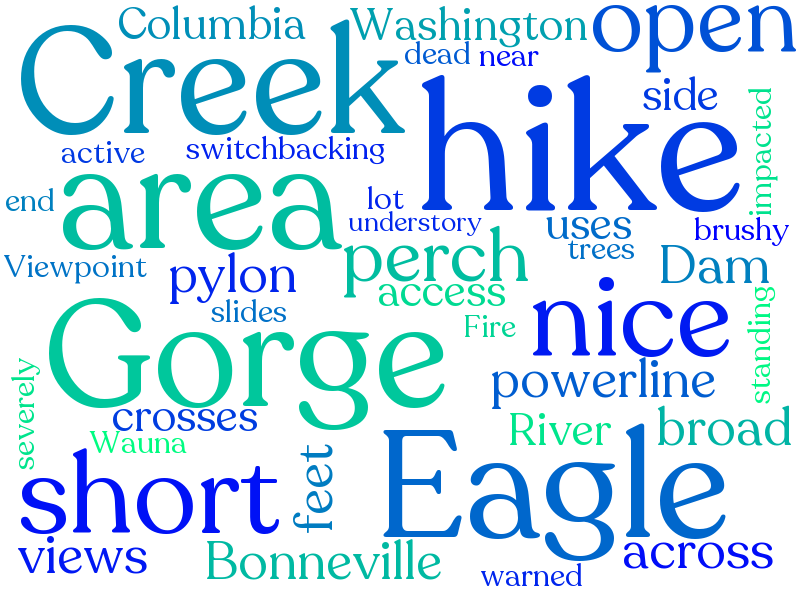 Columbia Washington open
Creek dead near
hike side
impacted
active switchbacking
area lot
end understory uses brushy
trees
Viewpoint pylon perch Dam
access
slides nice standing
Gorge Fire
severely powerline
crosses River broad
Wauna
short feet Eagle
views Bonneville across
warned